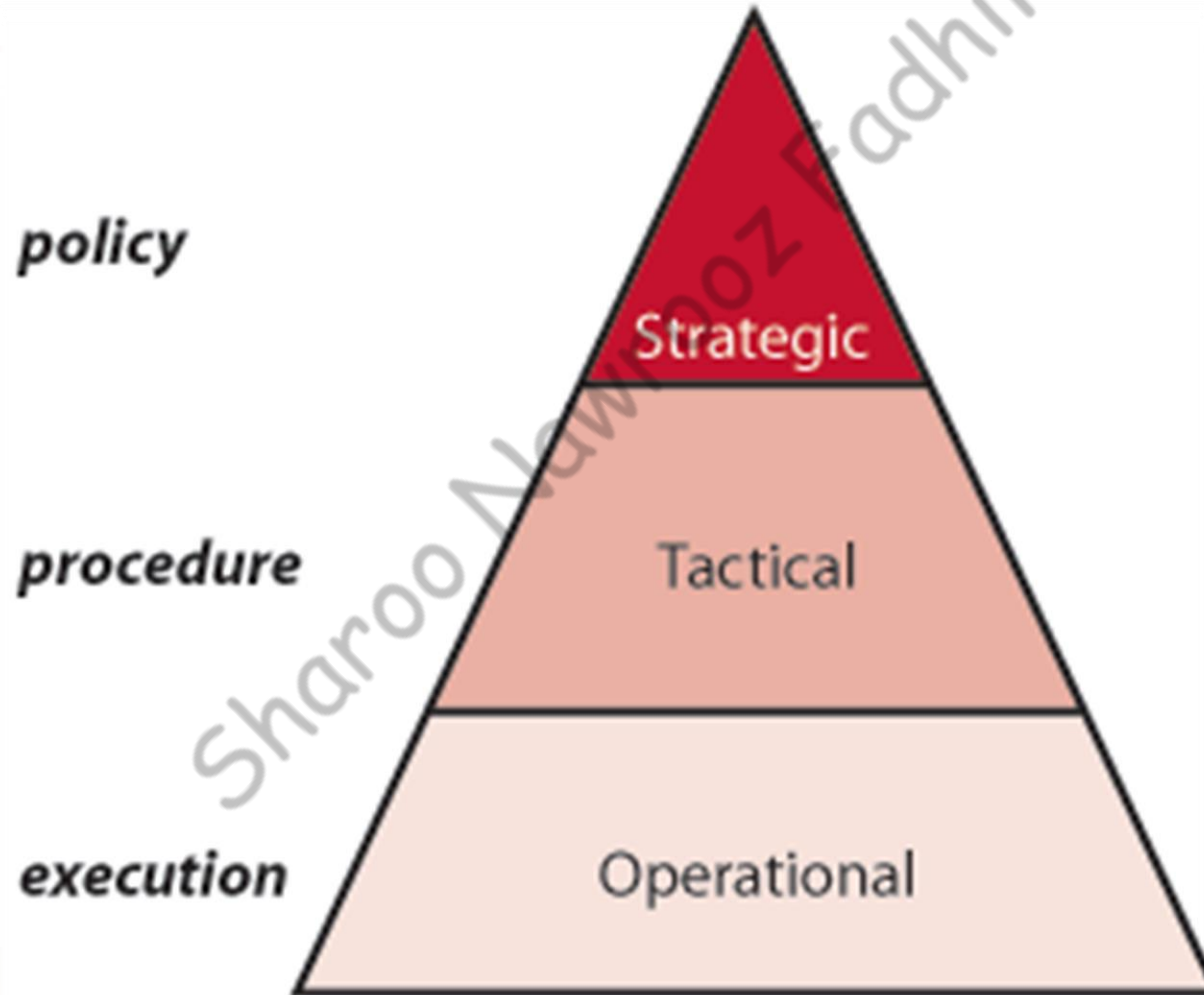 policy
Strategic
procedure
Tactical
execution
Operational
Sharoo Nawrooz